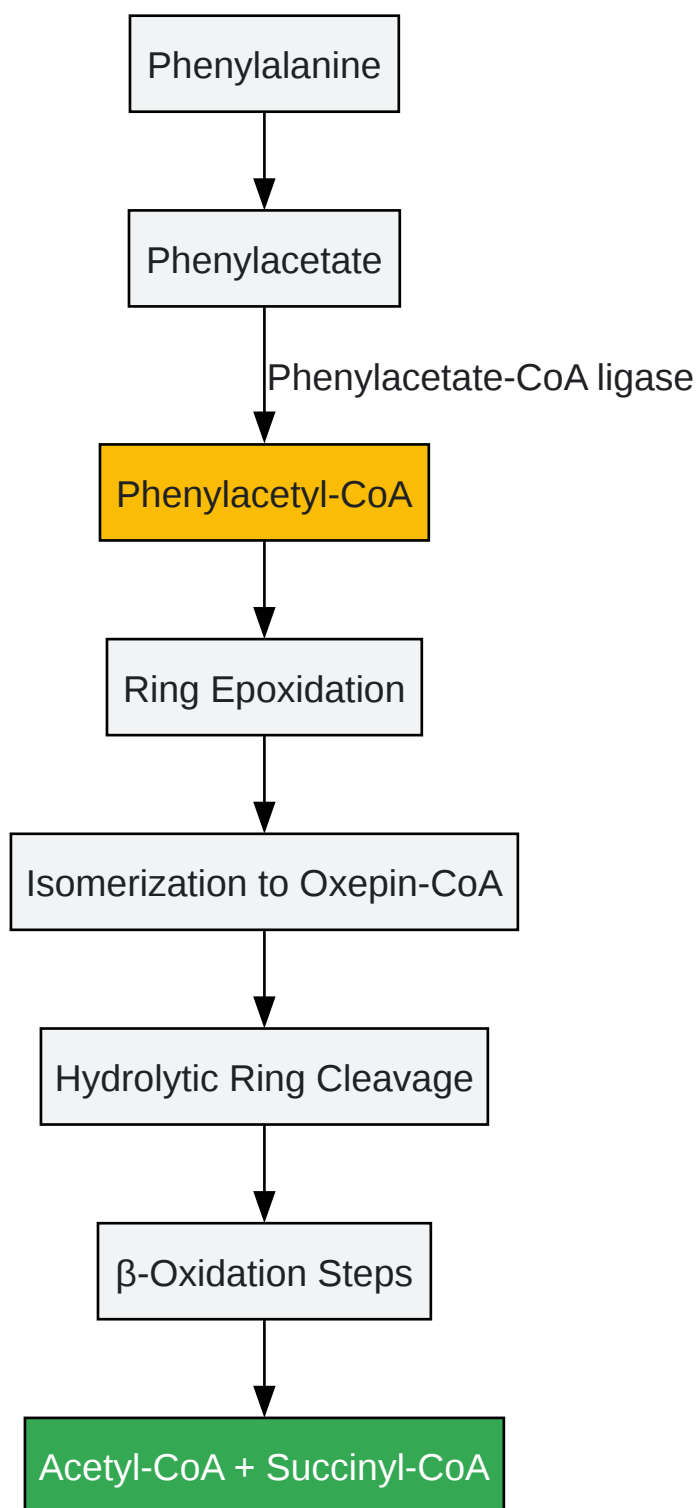 Phenylalanine
Phenylacetate
Phenylacetate-CoA ligase
Phenylacetyl-CoA
Ring Epoxidation
Isomerization to Oxepin-CoA
Hydrolytic Ring Cleavage
β-Oxidation Steps
Acetyl-CoA + Succinyl-CoA